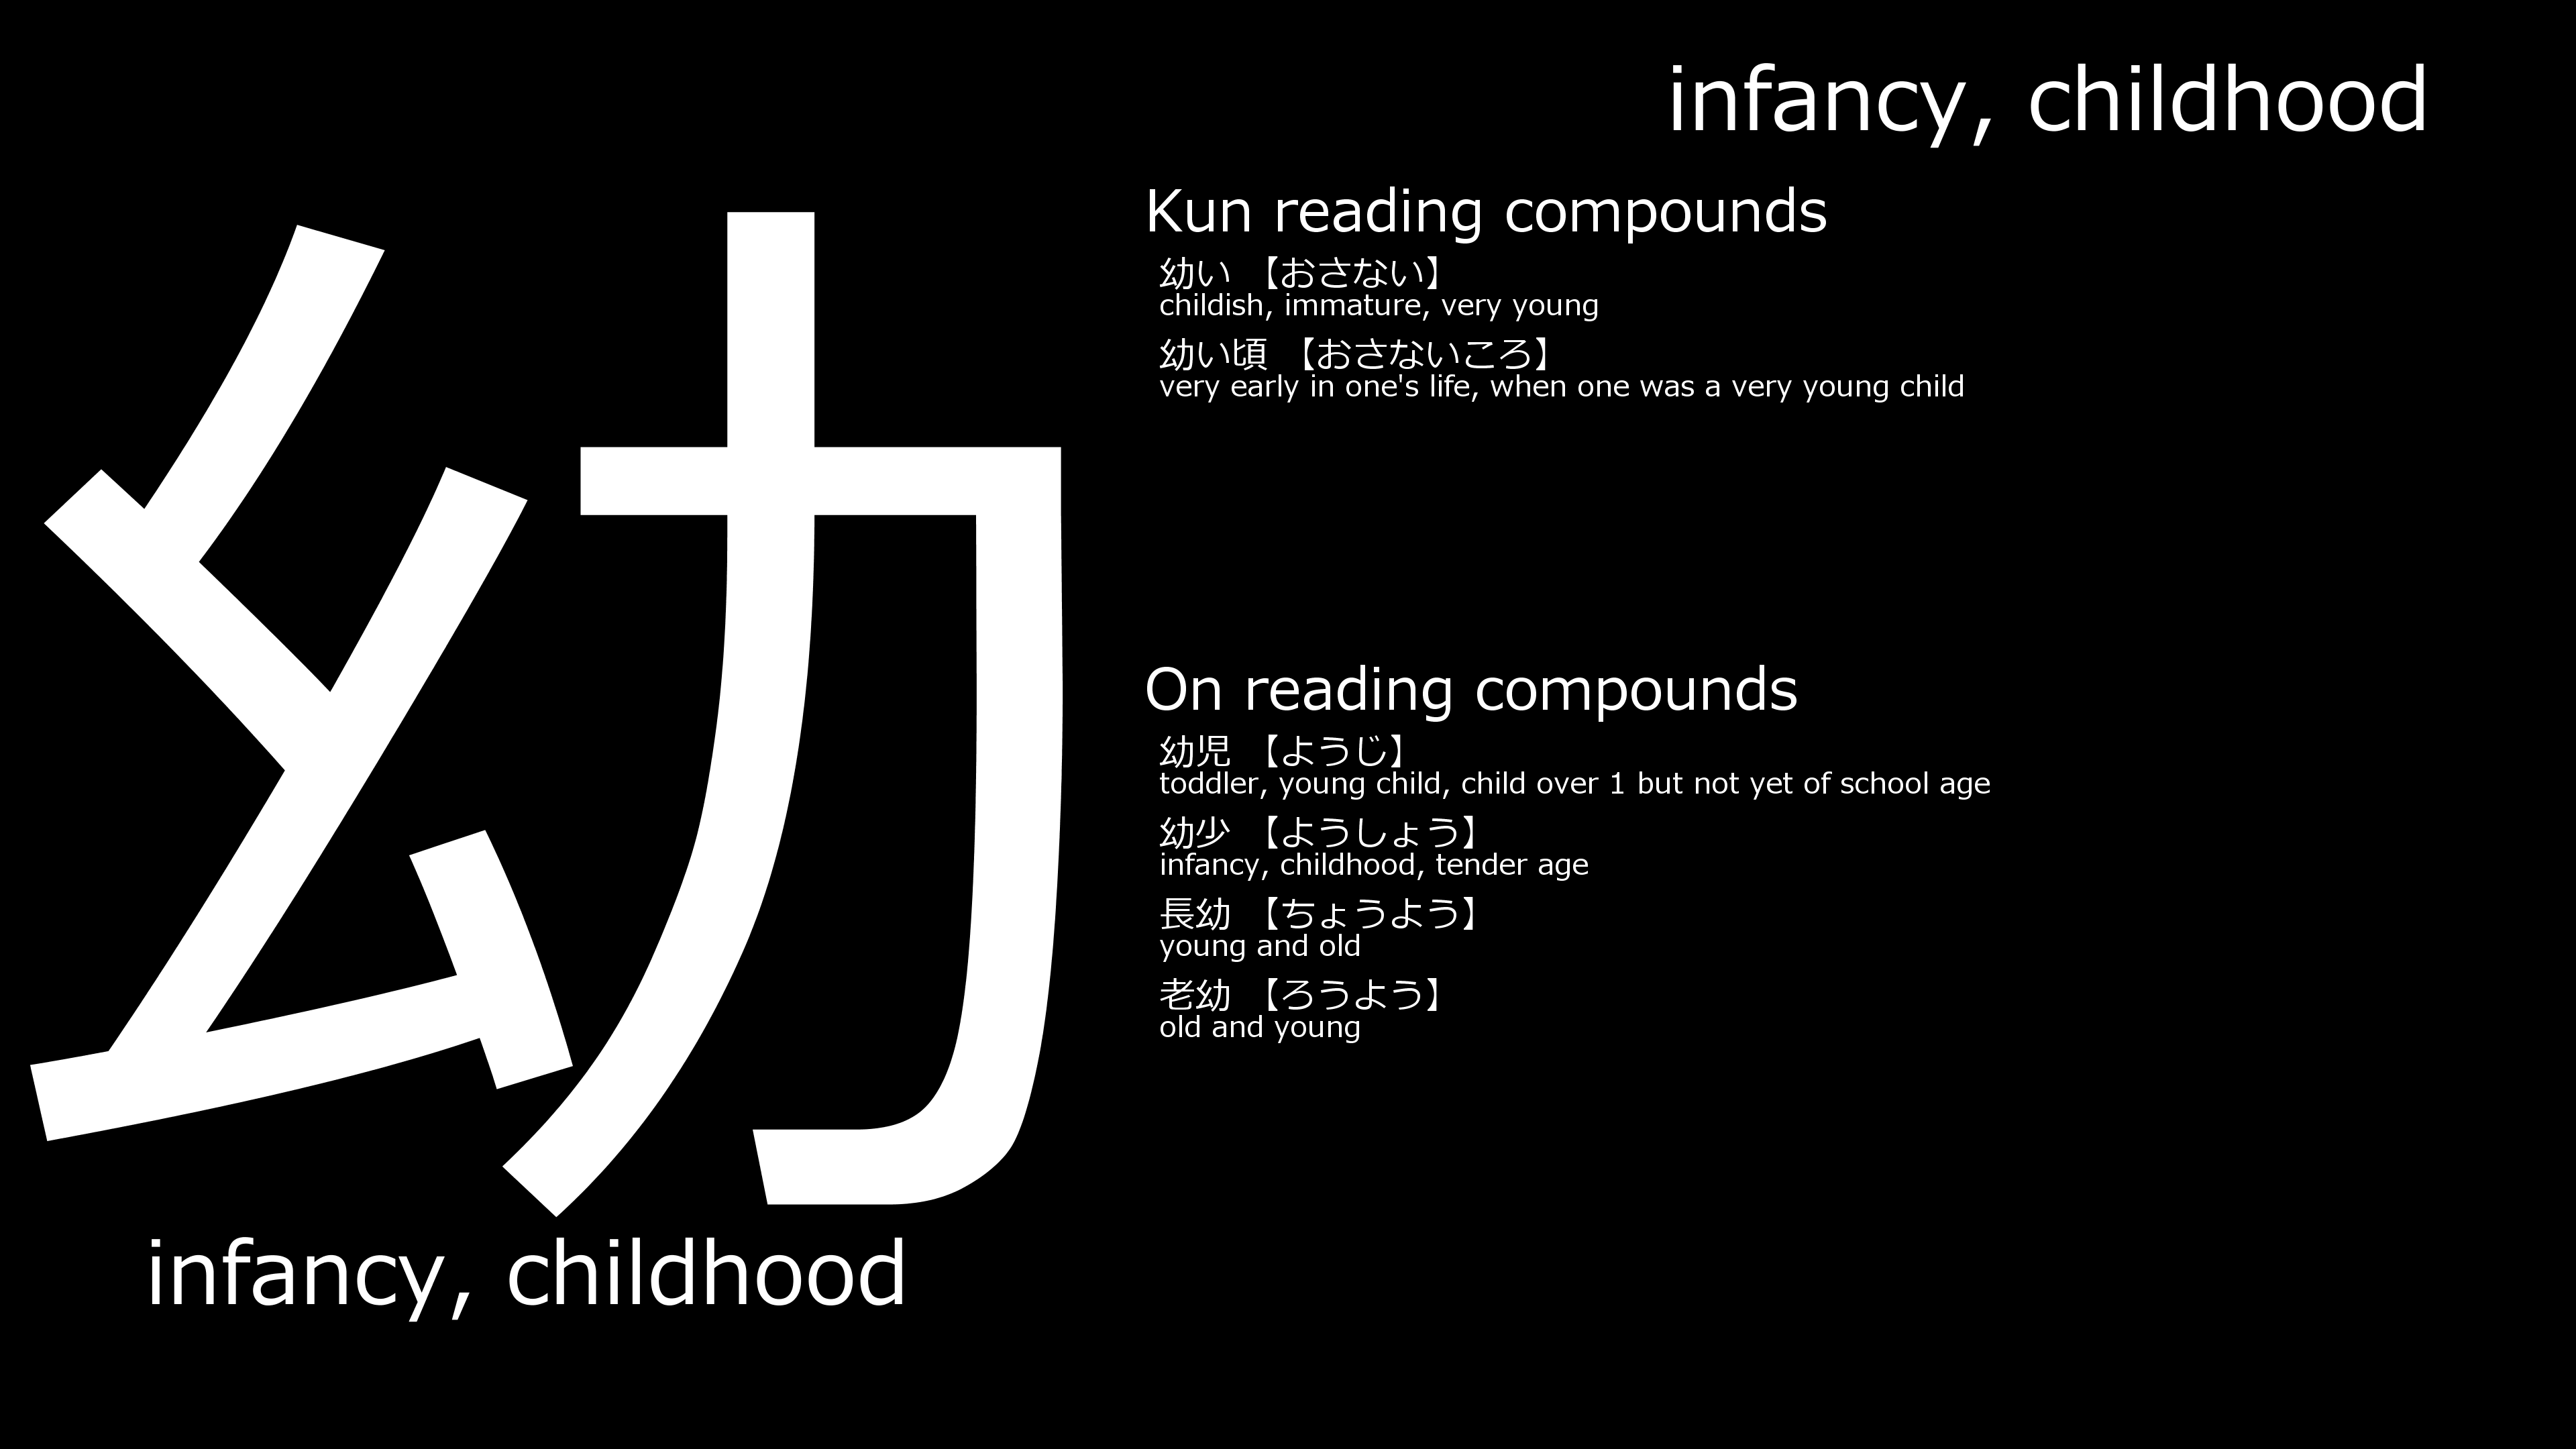 infancy, childhood
幼
infancy, childhood
Kun reading compounds
幼い 【おさない】
childish, immature, very young
幼い頃 【おさないころ】
very early in one's life, when one was a very young child
On reading compounds
幼児 【ようじ】
toddler, young child, child over 1 but not yet of school age
幼少 【ようしょう】
infancy, childhood, tender age
長幼 【ちょうよう】
young and old
老幼 【ろうよう】
old and young